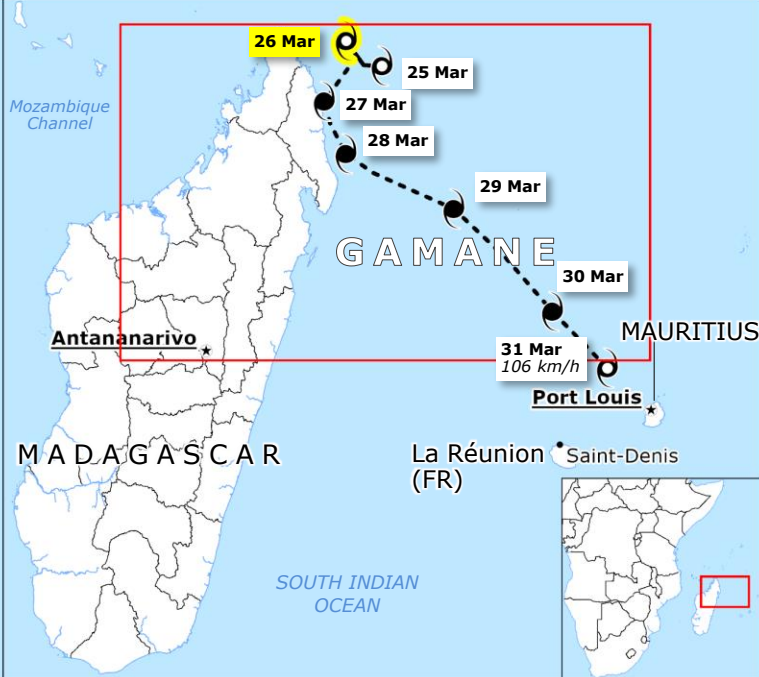 26 Mar
25 Mar
Mozambique
Channel
27 Mar
28 Mar
29 Mar
GAMANE
30 Mar
MAURITIUS
Antananarivo
31 Mar
106 km/h
Port Louis
MADAGASCAR
La Réunion
(FR)
Saint-Denis
SOUTH INDIAN
OCEAN